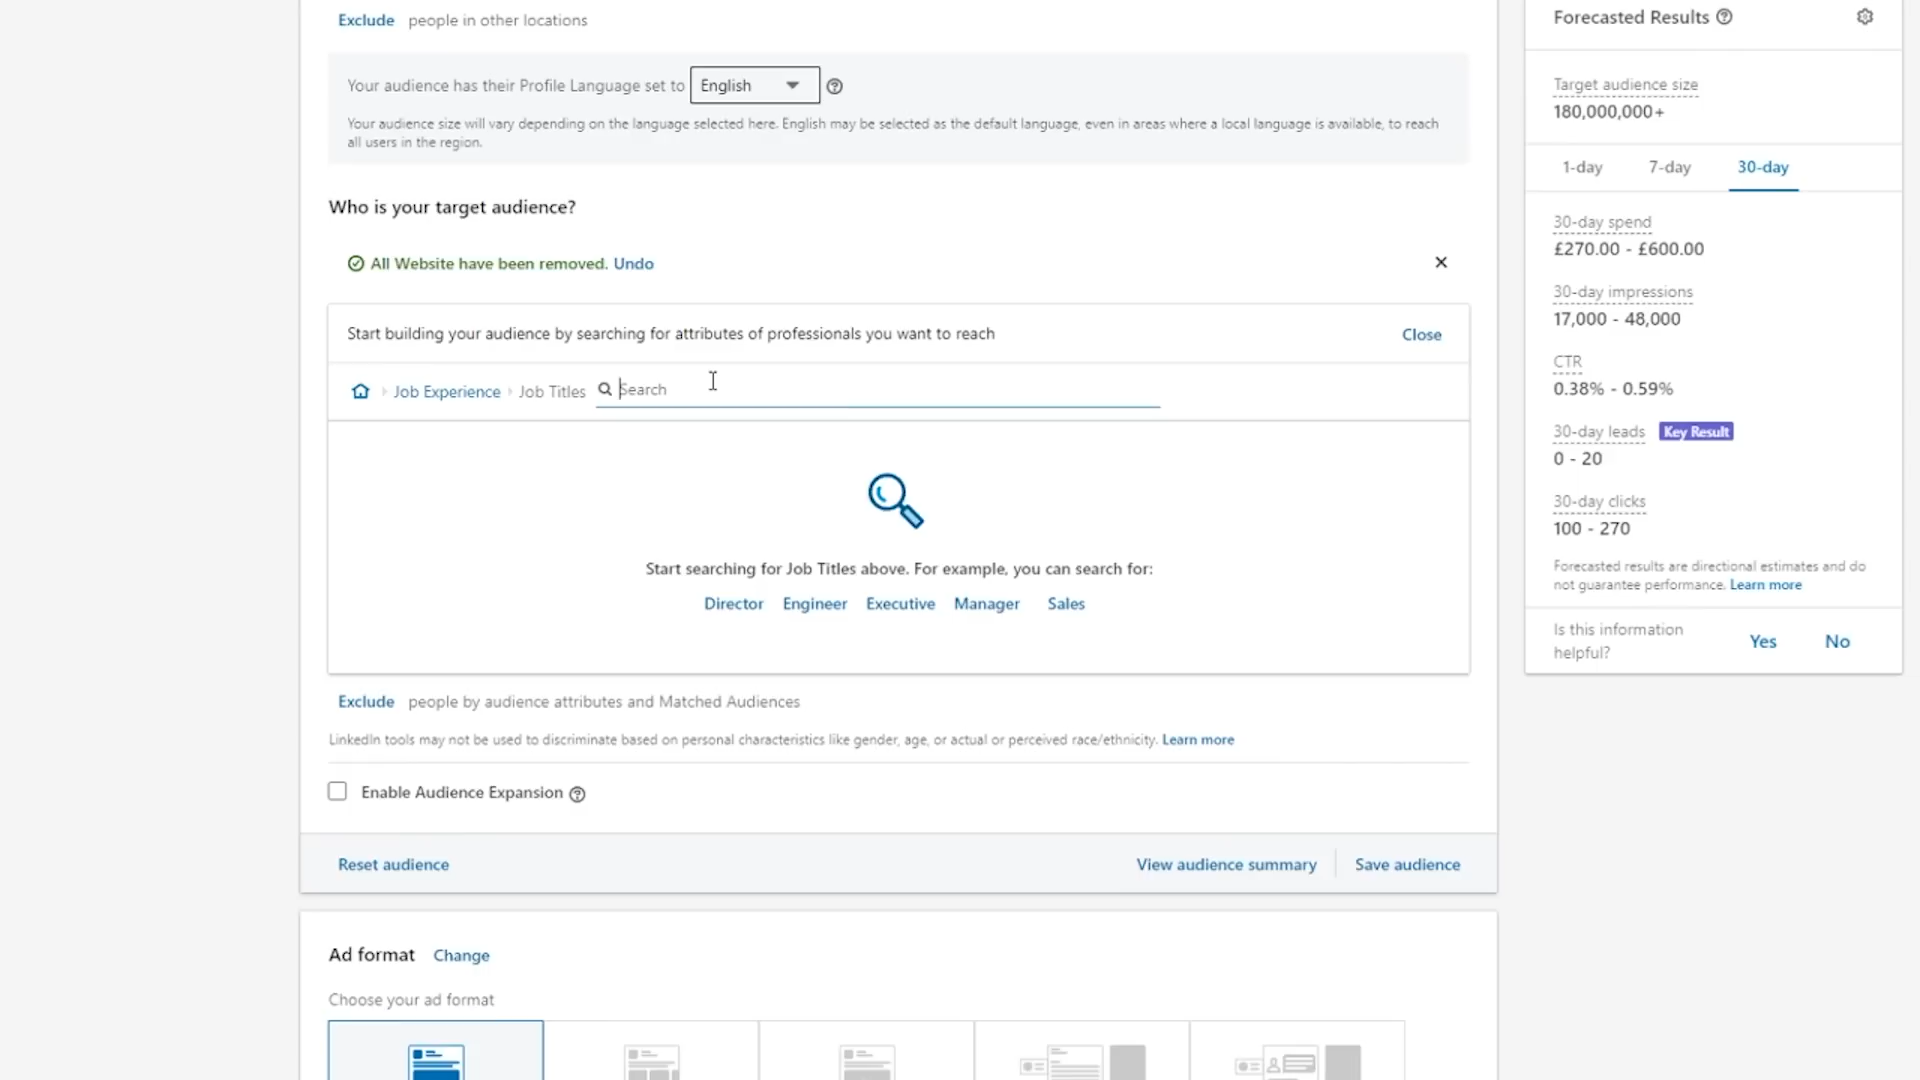 Exclude people in other locations
Your audience has their Profile Language set to English
Your audience size will vary depending on the language selected here. English may be selected as the default language, even in areas where a local language is available, to reach
all users in the region.
Who is your target audience?
All Website have been removed. Undo
Start building your audience by searching for attributes of professionals you want to reach
Close
Job Experience Job Titles Search
Start searching for Job Titles above. For example, you can search for:
Director Engineer Executive Manager Sales
Exclude people by audience attributes and Matched Audiences
LinkedIn tools may not be used to discriminate based on personal characteristics like gender, age, or actual or perceived race/ethnicity. Learn more
Enable Audience Expansion
Reset audience
View audience summary
Save audience
Ad format Change
Choose your ad format
Forecasted Results
Target audience size
180,000,000+
1-day 7-day 30-day
30-day spend
£270.00 - £600.00
30-day impressions
17,000 - 48,000
CTR
0.38% - 0.59%
30-day leads Key Result
0 - 20
30-day clicks
100 - 270
Forecasted results are directional estimates and do
not guarantee performance. Learn more
Is this information
helpful?
Yes No